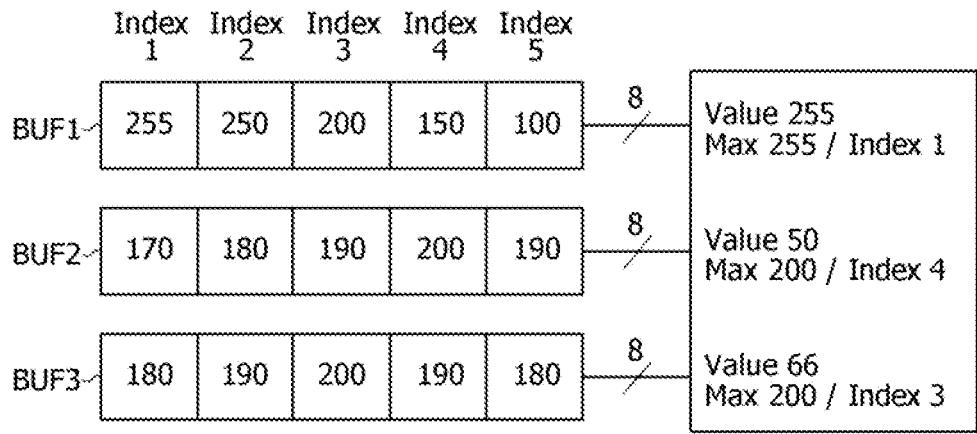 Index Index Index Index Index
1 2 3 4 5
BUF1 255 250 200 150 100 8 Value 255
Max 255 / Index 1
BUF2 170 180 190 200 190 8 Value 50
Max 200 / Index 4
BUF3 180 190 200 190 180 8 Value 66
Max 200 / Index 3